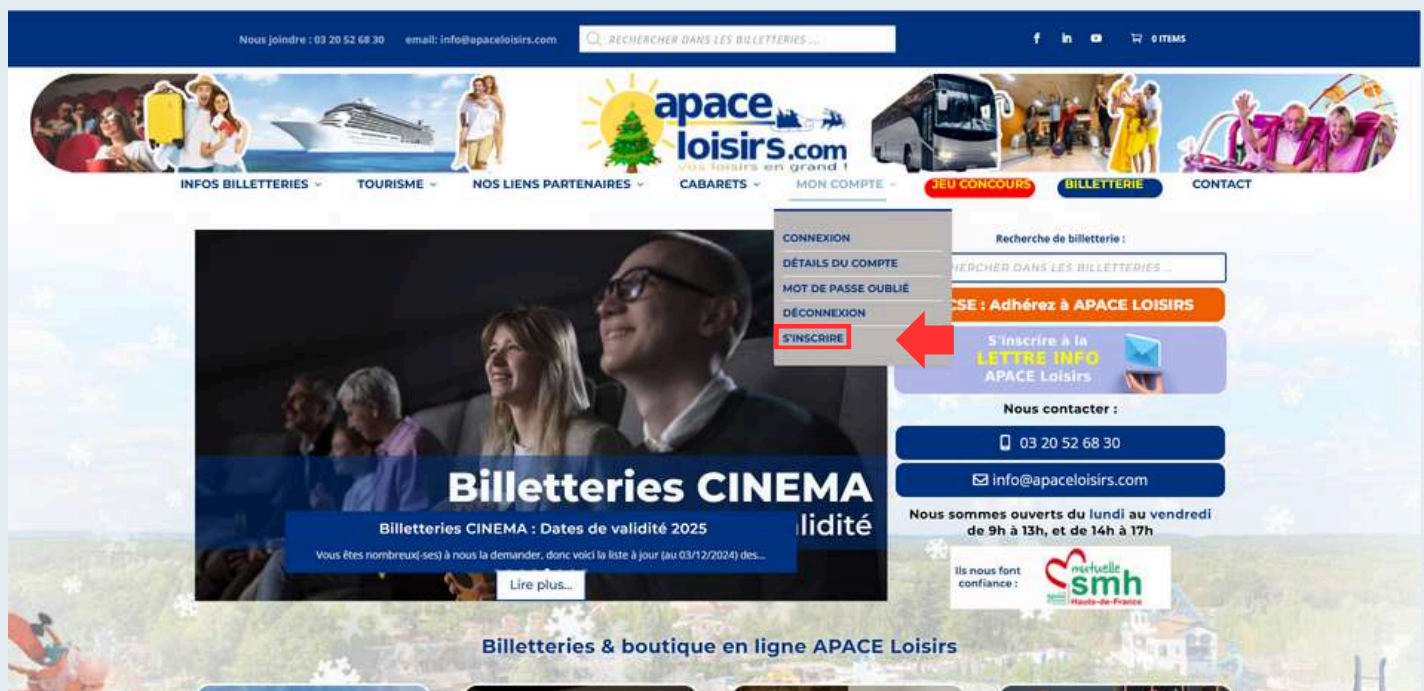 Nous joindre : 03 20 52 68 30 email: info@apaceloisirs.com RECHERCHER DANS LES BILLETTERIES ... 0 ITEMS
apace
loisirs.com
vos loisirs en grand !
INFOS BILLETTERIES TOURISME NOS LIENS PARTENAIRES CABARETS MON COMPTE JEU CONCOURS BILLETTERIE CONTACT
CONNEXION
DÉTAILS DU COMPTE
MOT DE PASSE OUBLIÉ
DÉCONNEXION
S'INSCRIRE
Recherche de billetterie :
HERCHER DANS LES BILLETTERIES ...
CSE : Adhérez à APACE LOISIRS
S'inscrire à la
LETTRE INFO
APACE Loisirs
Nous contacter :
03 20 52 68 30
info@apaceloisirs.com
Nous sommes ouverts du lundi au vendredi
de 9h à 13h, et de 14h à 17h
Ils nous font
confiance :
mutuelle
smh
Hauts-de-France
Billetteries CINEMA
lidité
Billetteries CINEMA : Dates de validité 2025
Vous êtes nombreux(-ses) à nous la demander, donc voici la liste à jour (au 03/12/2024) des...
Lire plus...
Billetteries & boutique en ligne APACE Loisirs